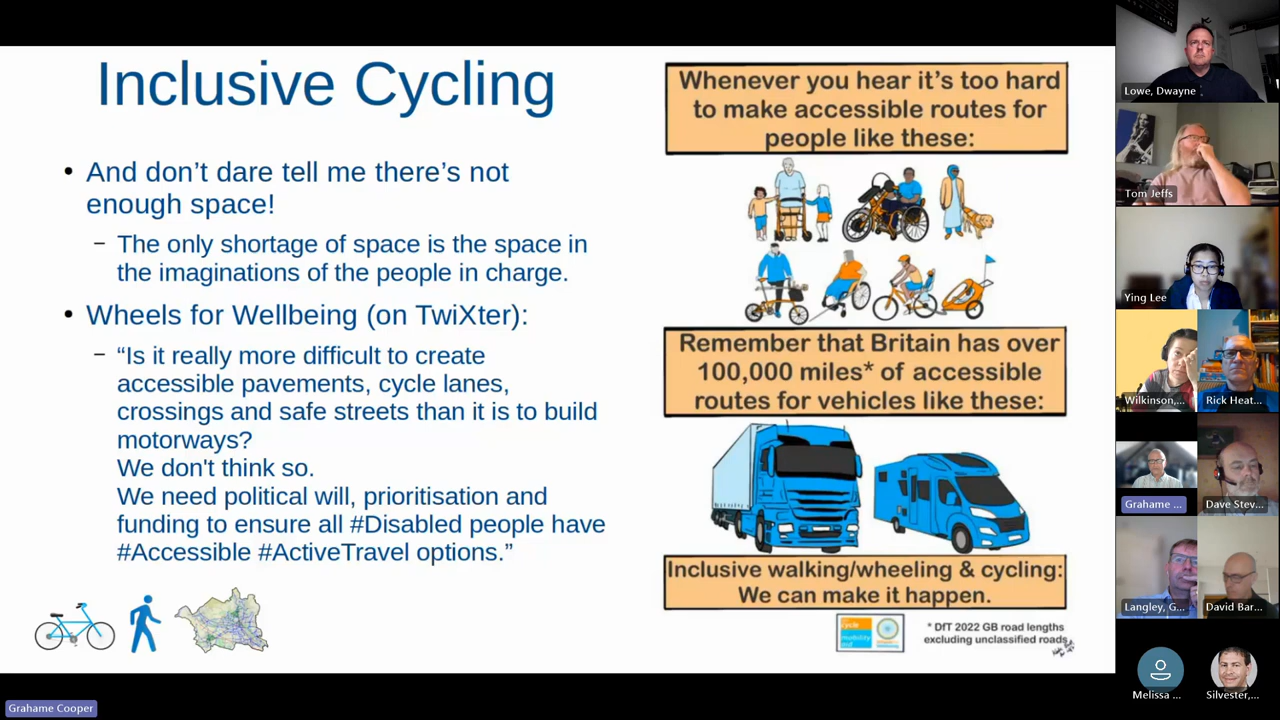 Inclusive Cycling
• And don’t dare tell me there’s not
enough space!
– The only shortage of space is the space in
the imaginations of the people in charge.
• Wheels for Wellbeing (on TwiXter):
– “Is it really more difficult to create
accessible pavements, cycle lanes,
crossings and safe streets than it is to build
motorways?
We don't think so.
We need political will, prioritisation and
funding to ensure all #Disabled people have
#Accessible #ActiveTravel options.”
Whenever you hear it’s too hard
to make accessible routes for
people like these:
Remember that Britain has over
100,000 miles* of accessible
routes for vehicles like these:
Inclusive walking/wheeling & cycling:
We can make it happen.
* DfT 2022 GB road lengths
excluding unclassified roads
Lowe, Dwayne
Tom Jeffs
Ying Lee
Wilkinson,...
Rick Heat...
Grahame ...
Dave Stev...
Langley, G...
David Bar...
Melissa ...
Silvester,...
Grahame Cooper